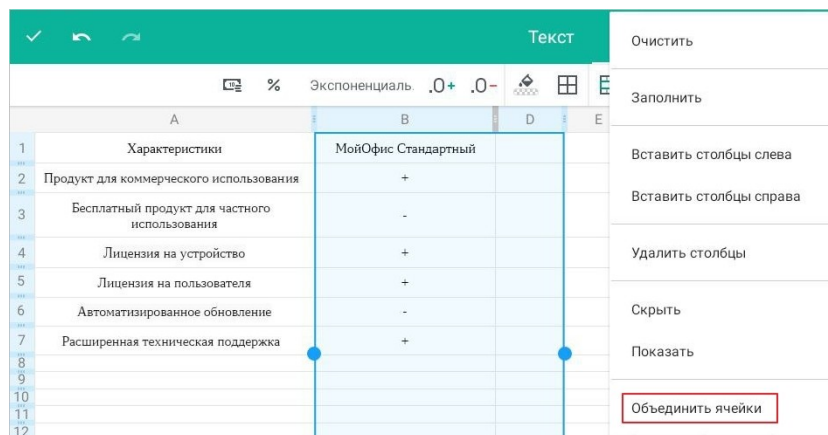 Текст
Экспоненциаль. .0+ .0-
%
A B D E
1 Характеристики МойОфис Стандартный
2 Продукт для коммерческого использования +
3 Бесплатный продукт для частного
использования -
4 Лицензия на устройство +
5 Лицензия на пользователя +
6 Автоматизированное обновление -
7 Расширенная техническая поддержка +
8
9
10
11
12
Очистить
Заполнить
Вставить столбцы слева
Вставить столбцы справа
Удалить столбцы
Скрыть
Показать
Объединить ячейки